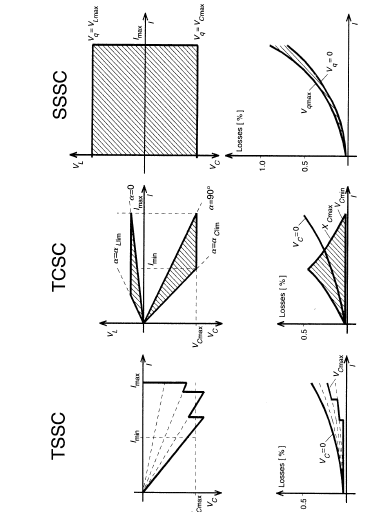 SSSC
V_L
V_q = V_Lmax
I_max
I
V_q = V_Cmax
V_C
Losses [ % ]
1.0
0.5
V_qmax
V_q = 0
I
TCSC
V_L
α=α_Llim
α=0
I_max
I
I_min
α=90°
α=α_Clim
V_Cmax
V_C
Losses [ % ]
0.5
V_C=0
X_Cmax
V_Cmin
I
TSSC
I_max
I
I_min
Cmax
V_C
Losses [ % ]
0.5
V_C=0
V_Cmax
I